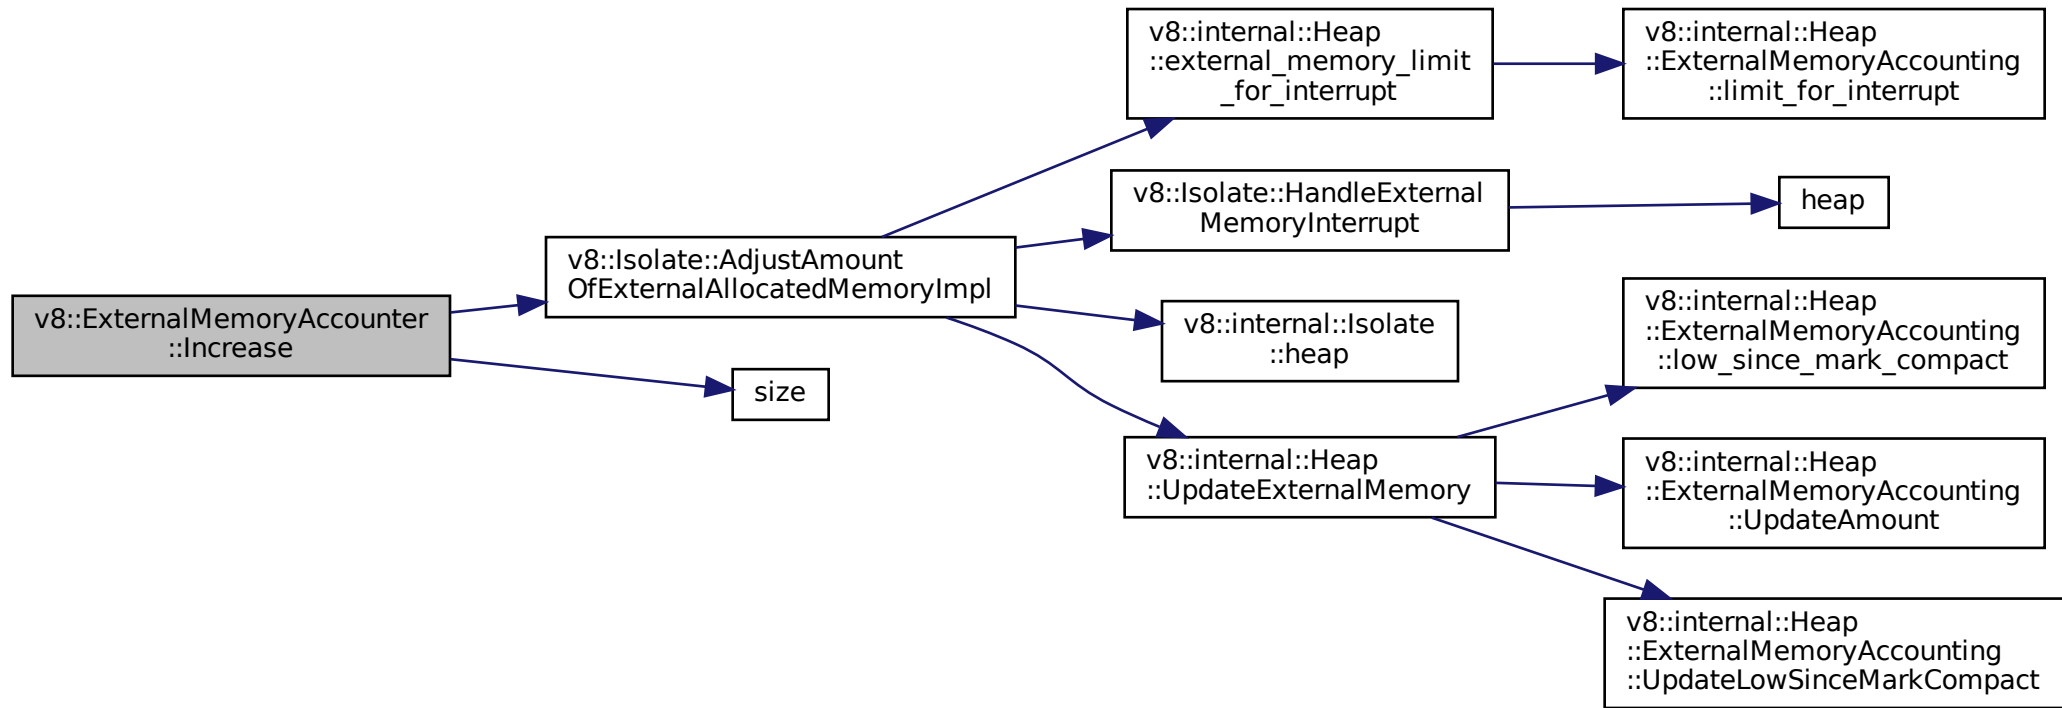 v8::internal::Heap
::external_memory_limit
_for_interrupt
v8::internal::Heap
::ExternalMemoryAccounting
::limit_for_interrupt
v8::Isolate::HandleExternal
MemoryInterrupt
heap
v8::Isolate::AdjustAmount
OfExternalAllocatedMemoryImpl
v8::ExternalMemoryAccounter
::Increase
v8::internal::Isolate
::heap
v8::internal::Heap
::ExternalMemoryAccounting
::low_since_mark_compact
size
v8::internal::Heap
::UpdateExternalMemory
v8::internal::Heap
::ExternalMemoryAccounting
::UpdateAmount
v8::internal::Heap
::ExternalMemoryAccounting
::UpdateLowSinceMarkCompact